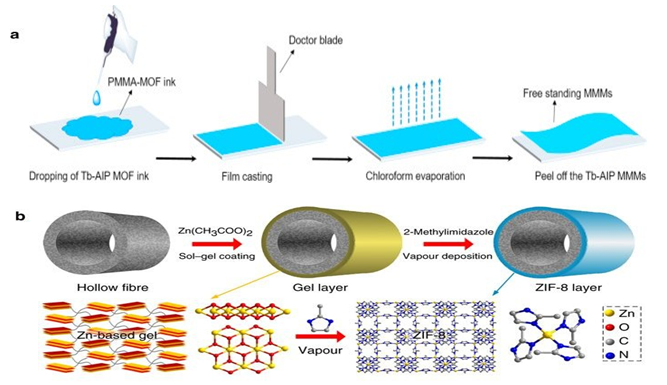 a
Doctor blade
PMMA-MOF ink
Free standing MMMs
Dropping of Tb-AIP MOF ink
Film casting
Chloroform evaporation
Peel off the Tb-AIP MMMs
b
Zn(CH3COO)2
Sol–gel coating
2-Methylimidazole
Vapour deposition
Hollow fibre
Gel layer
ZIF-8 layer
Zn-based gel
Vapour
ZIF-8
Zn
O
C
N